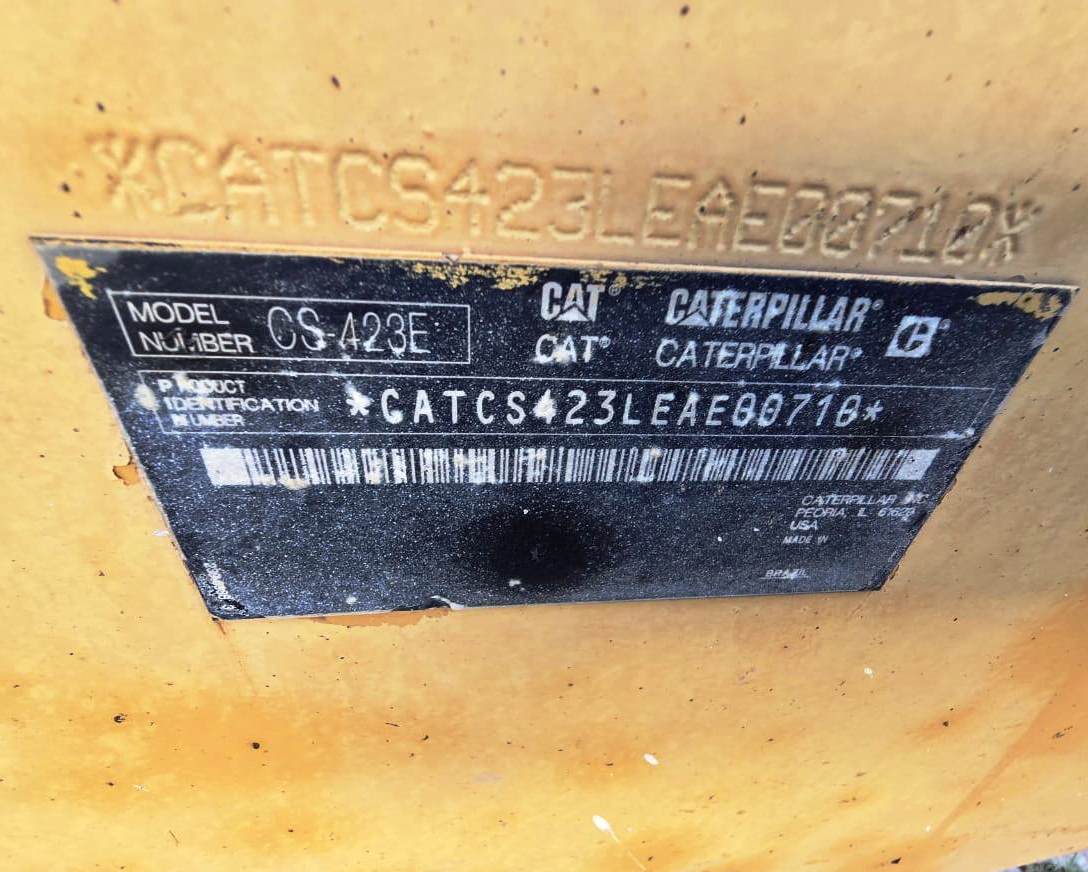 *CATCS423LEAE00710*
MODEL NUMBER CS-423E
CAT® CATERPILLAR® C®
CAT® CATERPILLAR®
PRODUCT
IDENTIFICATION *CATCS423LEAE00710*
NUMBER
CATERPILLAR INC
PEORIA, IL
USA
MADE IN
BRAZIL